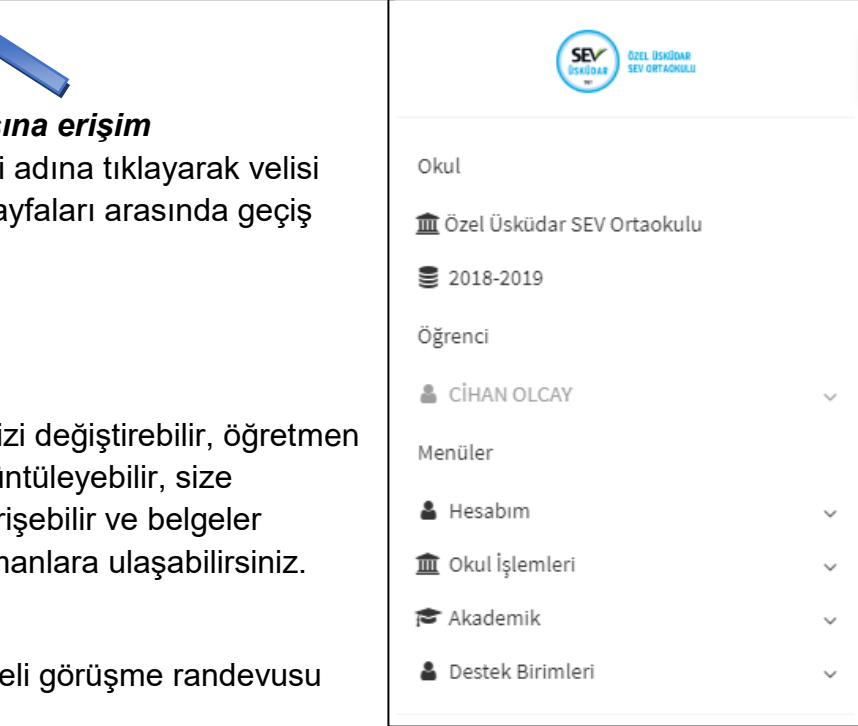 ına erişim
i adına tıklayarak velisi
ayfaları arasında geçiş
izi değiştirebilir, öğretmen
üntüleyebilir, size
rişebilir ve belgeler
manlara ulaşabilirsiniz.
eli görüşme randevusu
SEV
ÜSKÜDAR
ÖZEL ÜSKÜDAR
SEV ORTAOKULU
Okul
Özel Üsküdar SEV Ortaokulu
2018-2019
Öğrenci
CİHAN OLCAY
Menüler
Hesabım
Okul İşlemleri
Akademik
Destek Birimleri